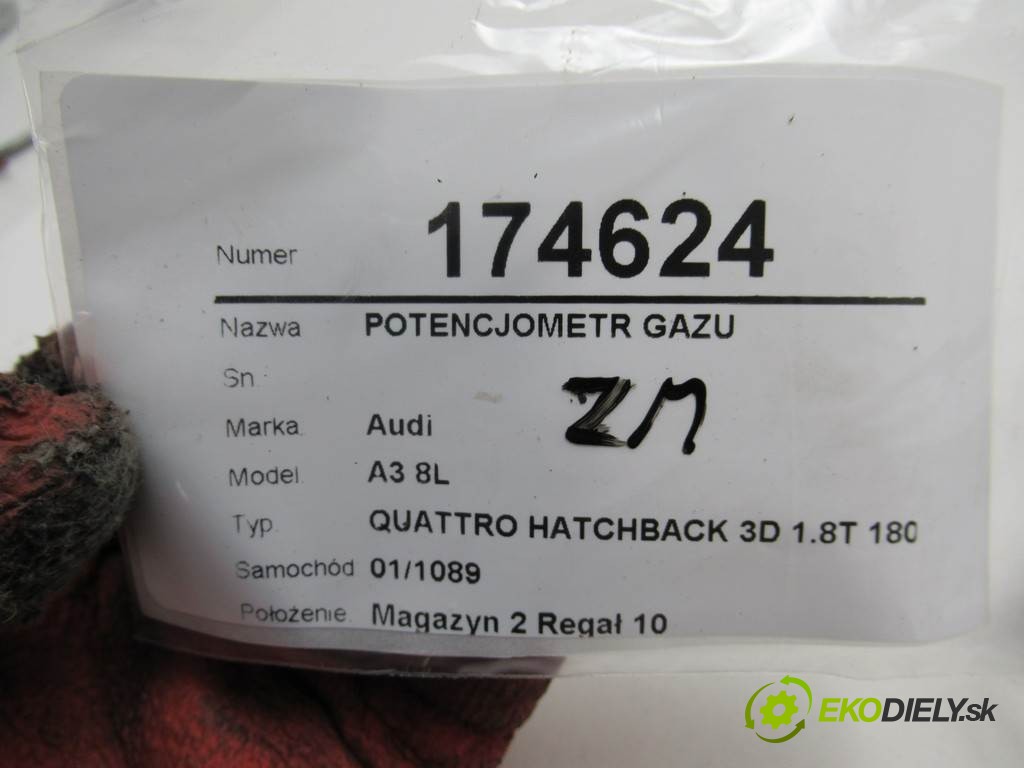 Numer 174624
Nazwa POTENCJOMETR GAZU
Sn.
ZM
Marka. Audi
Model. A3 8L
Typ. QUATTRO HATCHBACK 3D 1.8T 180
Samochód 01/1089
Położenie. Magazyn 2 Regał 10
EKODIELY.sk